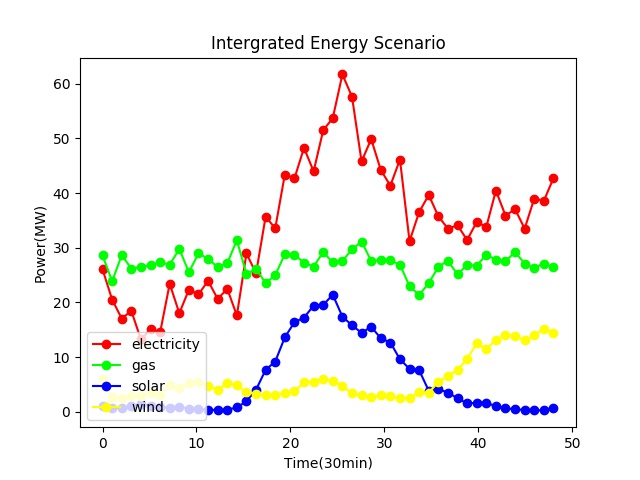 Intergrated Energy Scenario
Power(MW)
60
50
40
30
20
10
0
electricity
gas
solar
wind
0 10 20 30 40 50
Time(30min)